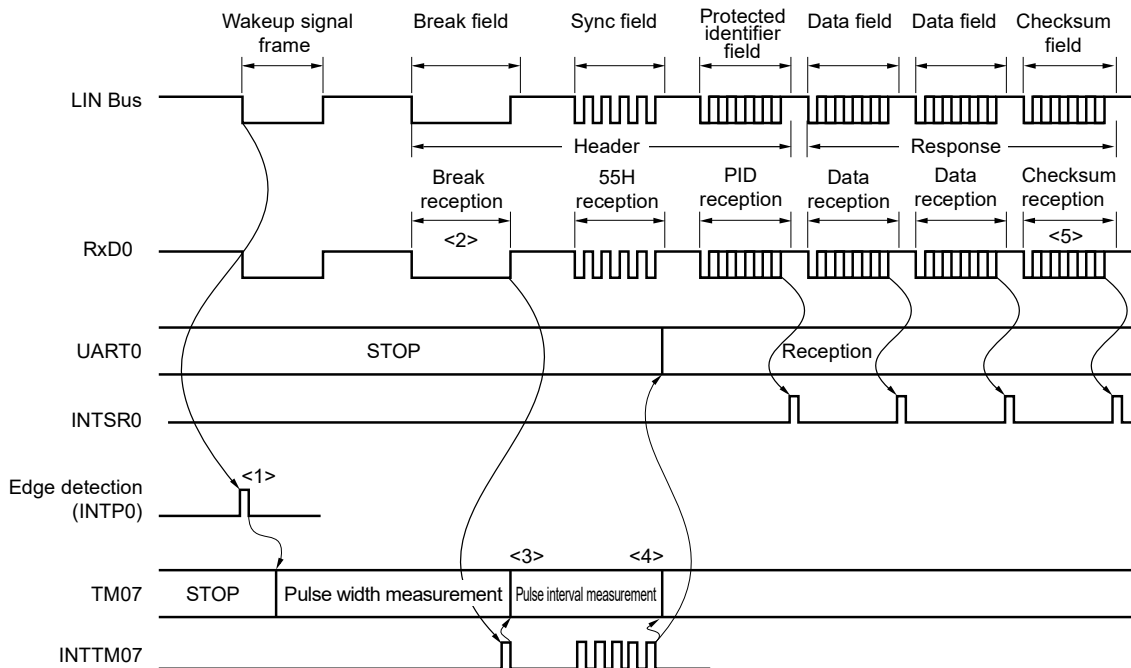 Wakeup signal
frame
Break field
Sync field
Protected
identifier
field
Data field
Data field
Checksum
field
LIN Bus
Header
Response
Break
reception
55H
reception
PID
reception
Data
reception
Data
reception
Checksum
reception
RxD0
<2>
<5>
UART0
STOP
Reception
INTSR0
Edge detection
(INTP0)
<1>
<3>
<4>
TM07
STOP
Pulse width measurement
Pulse interval measurement
INTTM07